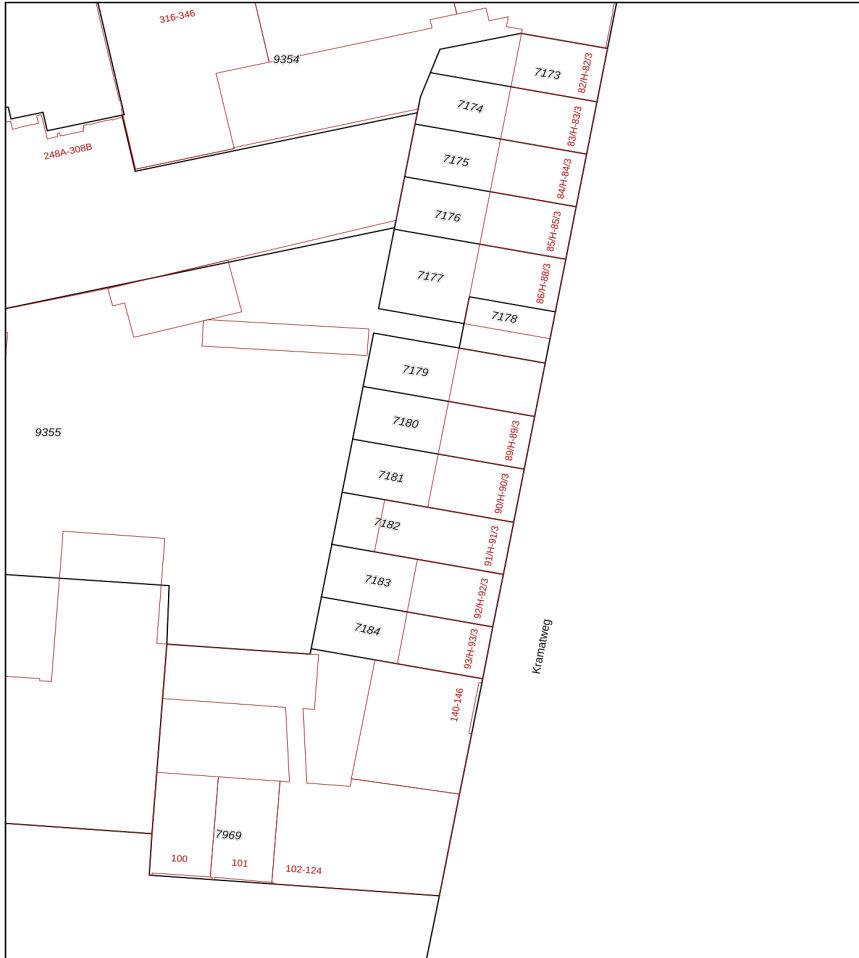 316-346
9354
7173
82/H-82/3
7174
83/H-83/3
248A-308B
7175
84/H-84/3
7176
85/H-85/3
7177
86/H-88/3
7178
7179
9355
7180
89/H-89/3
7181
90/H-90/3
7182
91/H-91/3
7183
92/H-92/3
7184
93/H-93/3
Kramatweg
140-146
7969
100
101
102-124